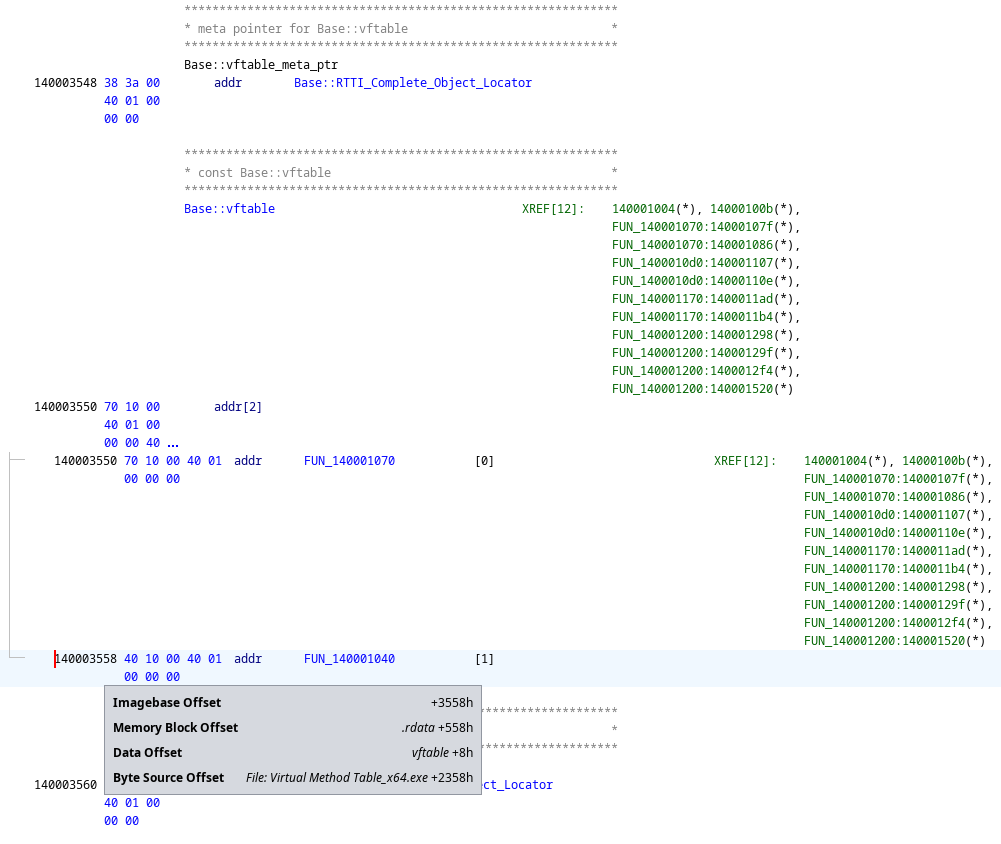 **************************************************************
* meta pointer for Base::vftable *
**************************************************************
Base::vftable_meta_ptr
140003548 38 3a 00 addr Base::RTTI_Complete_Object_Locator
40 01 00
00 00
**************************************************************
* const Base::vftable *
**************************************************************
Base::vftable XREF[12]: 140001004(*), 14000100b(*),
FUN_140001070:14000107f(*),
FUN_140001070:140001086(*),
FUN_1400010d0:140001107(*),
FUN_1400010d0:14000110e(*),
FUN_140001170:1400011ad(*),
FUN_140001170:1400011b4(*),
FUN_140001200:140001298(*),
FUN_140001200:14000129f(*),
FUN_140001200:1400012f4(*),
FUN_140001200:140001520(*)
140003550 70 10 00 addr[2]
40 01 00
00 00 40 ...
140003550 70 10 00 40 01 addr FUN_140001070 [0] XREF[12]: 140001004(*), 14000100b(*),
00 00 00 FUN_140001070:14000107f(*),
FUN_140001070:140001086(*),
FUN_1400010d0:140001107(*),
FUN_1400010d0:14000110e(*),
FUN_140001170:1400011ad(*),
FUN_140001170:1400011b4(*),
FUN_140001200:140001298(*),
FUN_140001200:14000129f(*),
FUN_140001200:1400012f4(*),
FUN_140001200:140001520(*)
140003558 40 10 00 40 01 addr FUN_140001040 [1]
00 00 00
Imagebase Offset +3558h
********************
Memory Block Offset .rdata +558h
*
Data Offset vftable +8h
********************
Byte Source Offset File: Virtual Method Table_x64.exe +2358h
140003560 ect_Locator
40 01 00
00 00